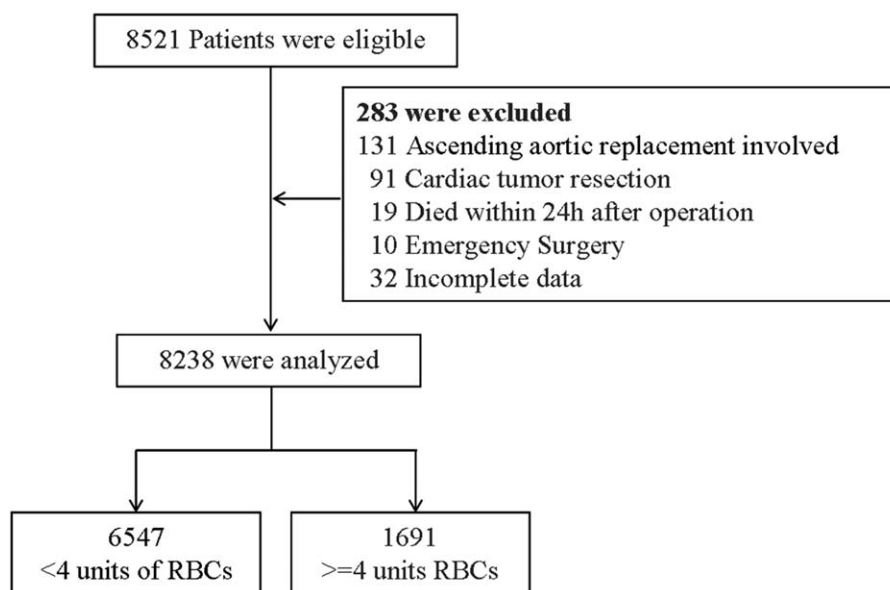 8521 Patients were eligible
283 were excluded
131 Ascending aortic replacement involved
91 Cardiac tumor resection
19 Died within 24h after operation
10 Emergency Surgery
32 Incomplete data
8238 were analyzed
6547
<4 units of RBCs
1691
>=4 units RBCs